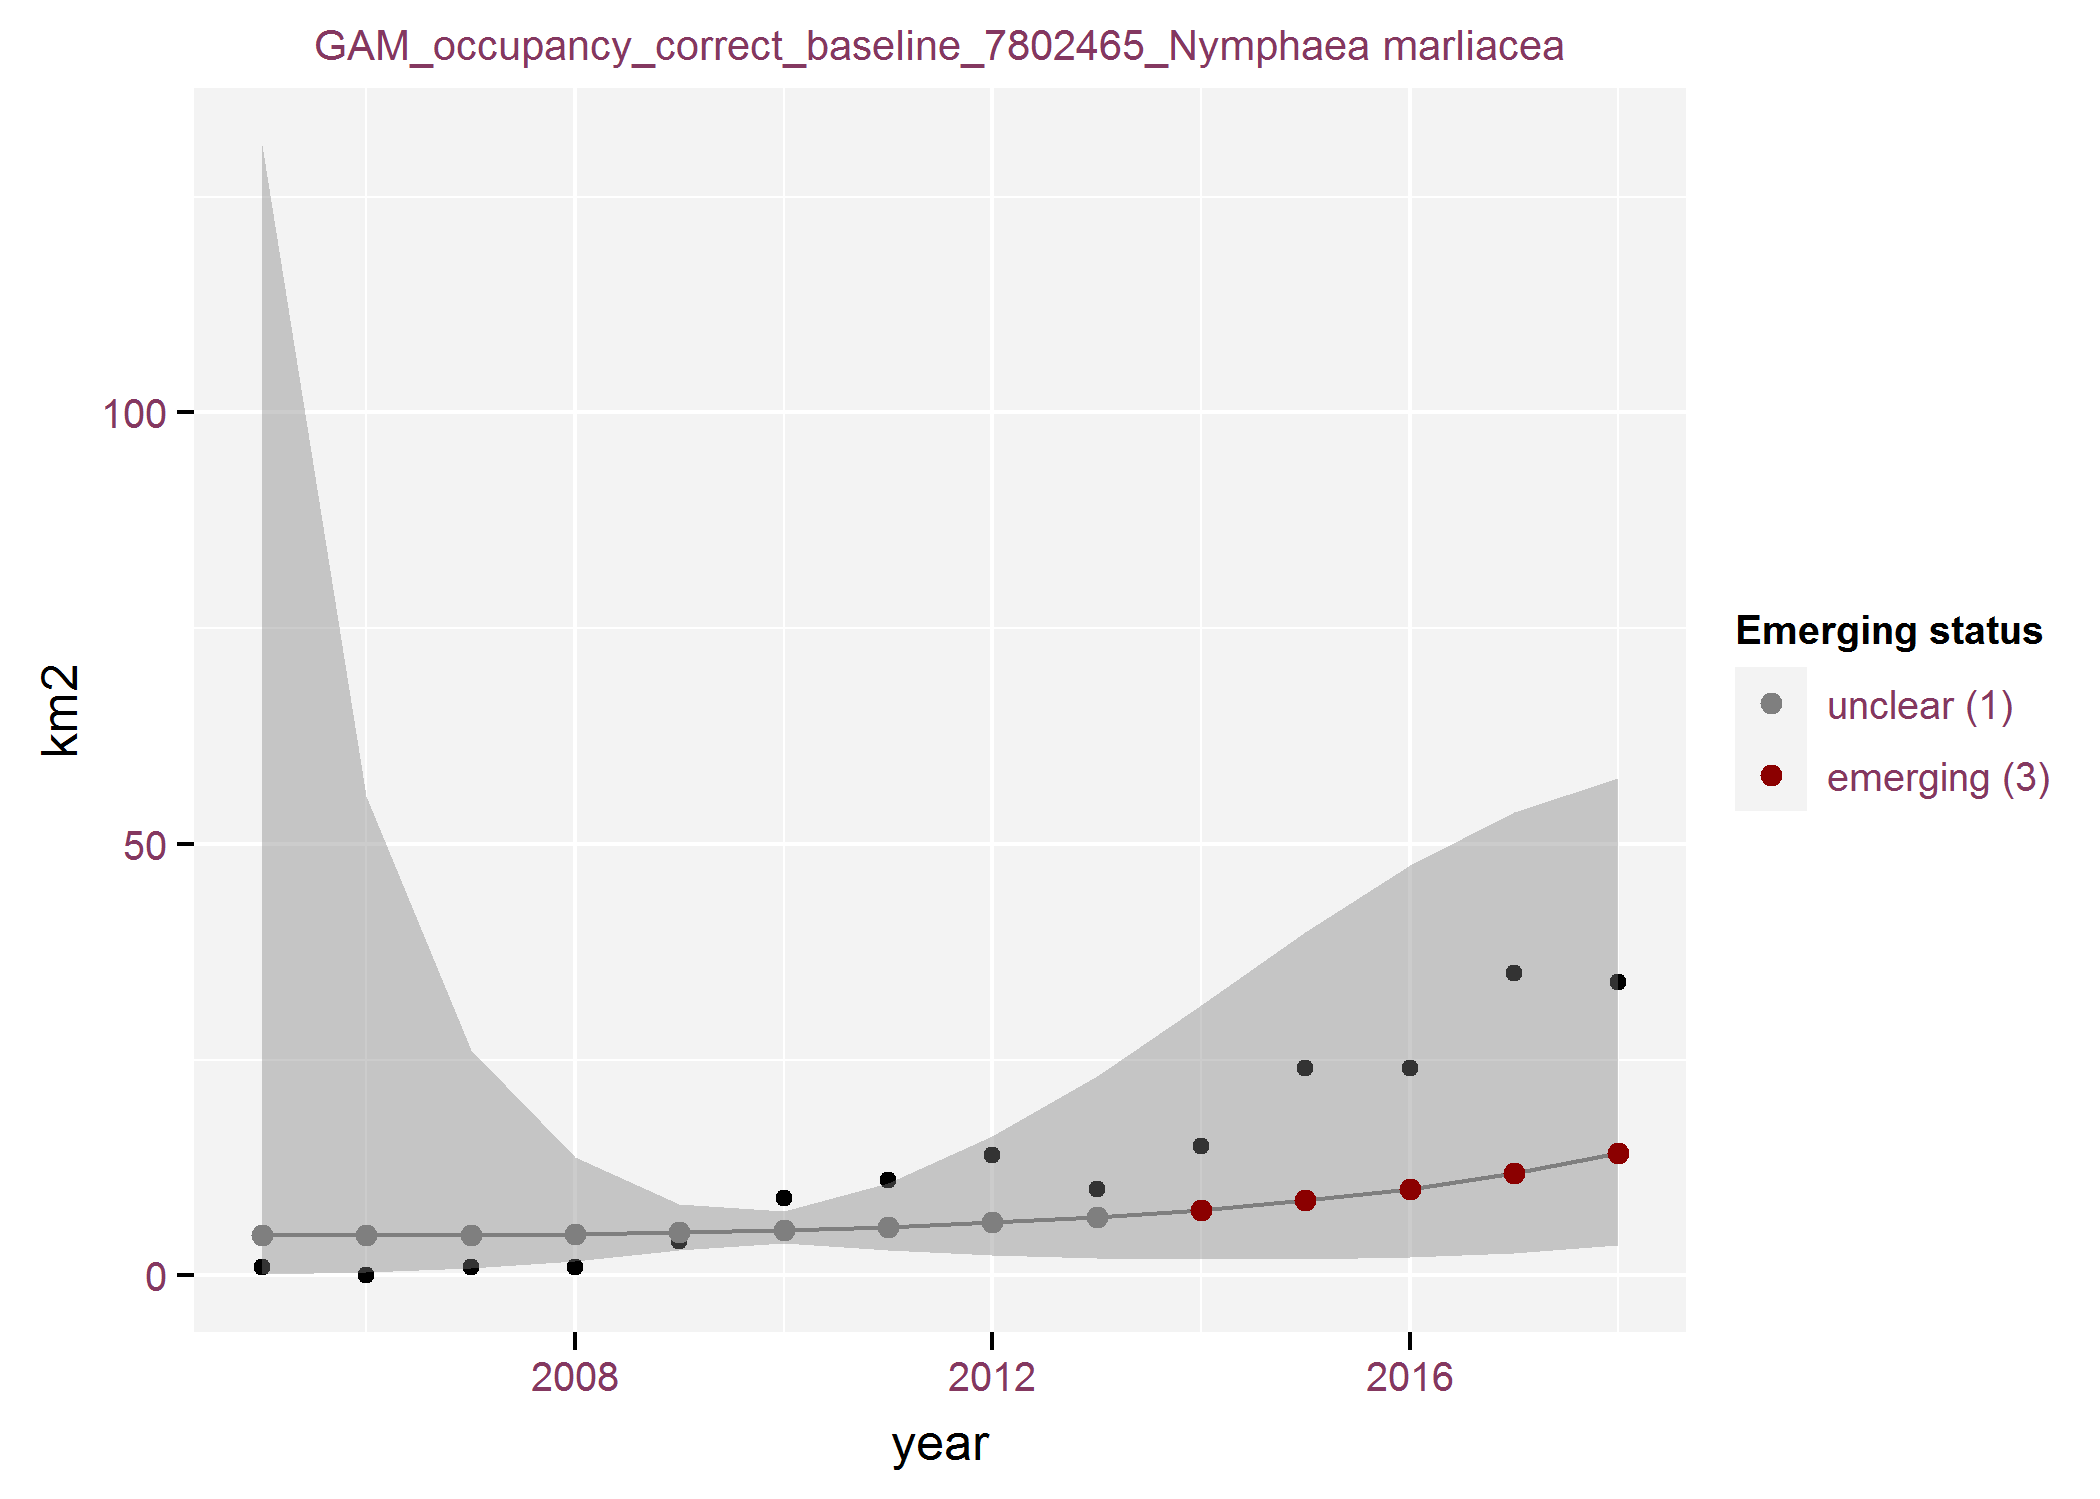 GAM_occupancy_correct_baseline_7802465_Nymphaea marliacea
100
50
0
km2
2008
2012
2016
year
Emerging status
unclear (1)
emerging (3)